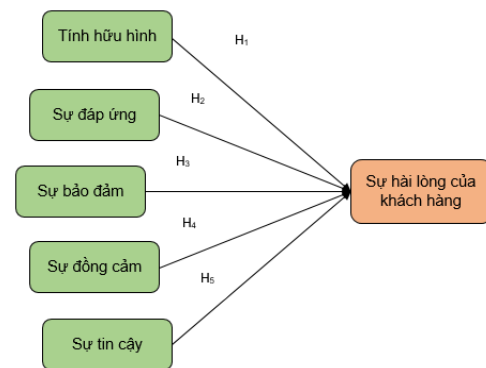 Tính hữu hình
H₁
Sự đáp ứng
H₂
Sự bảo đảm
H₃
Sự hài lòng của
khách hàng
Sự đồng cảm
H₄
Sự tin cậy
H₅